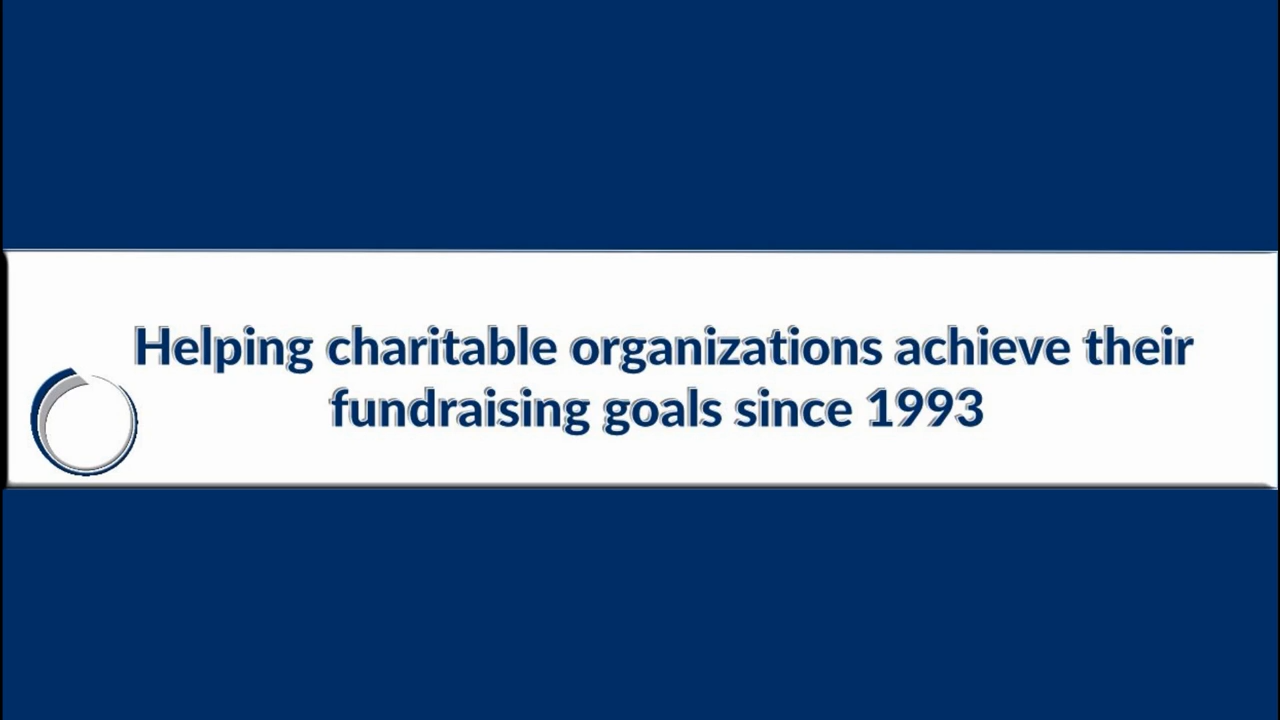 Helping charitable organizations achieve their
fundraising goals since 1993